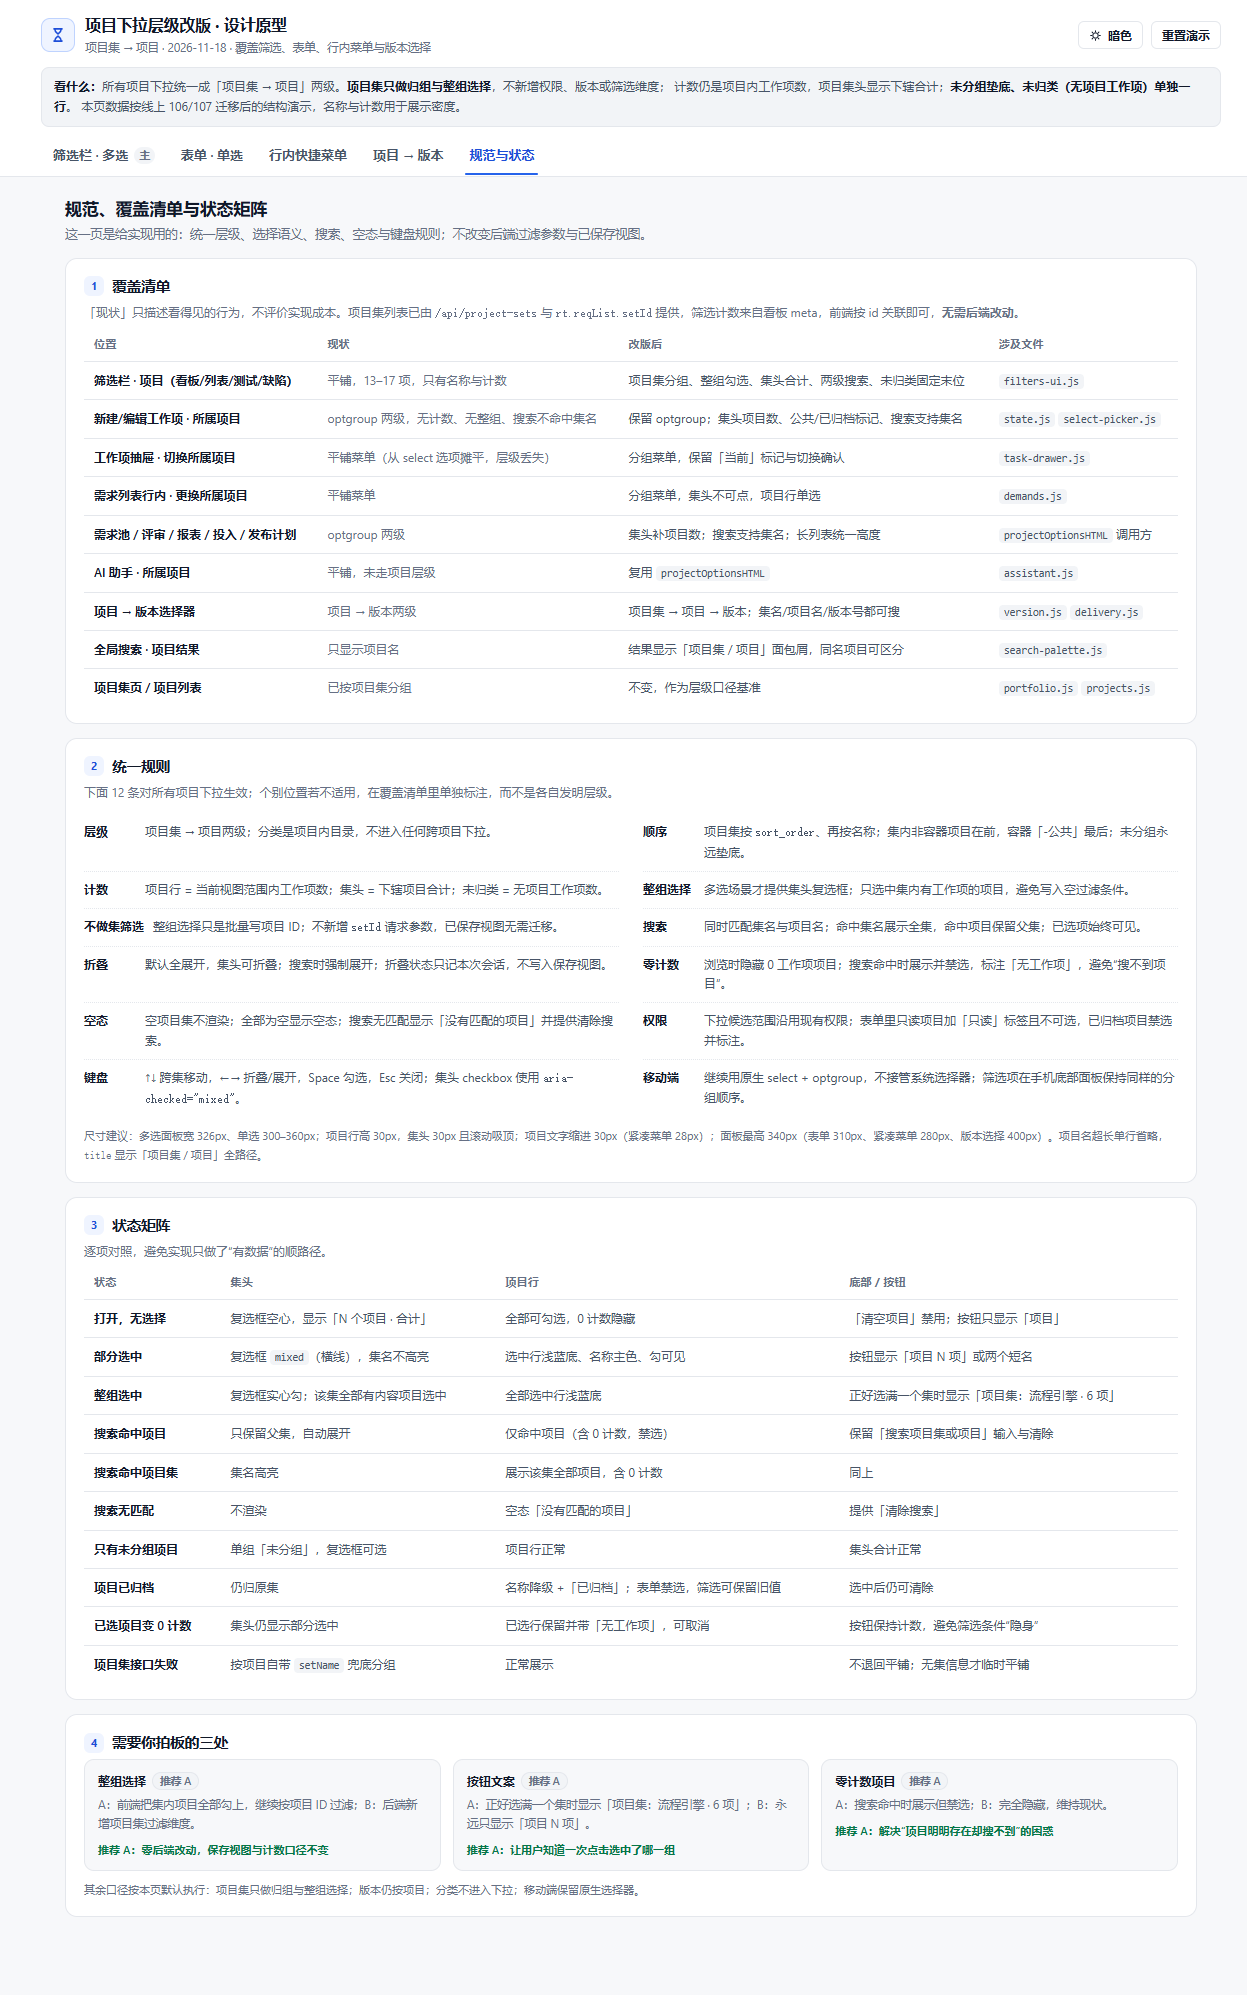 项目下拉层级改版 · 设计原型
项目集 → 项目 · 2026-11-18 · 覆盖筛选、表单、行内菜单与版本选择
暗色
重置演示
看什么：所有项目下拉统一成「项目集 → 项目」两级。项目集只做归组与整组选择，不新增权限、版本或筛选维度； 计数仍是项目内工作项数，项目集头显示下辖合计；未分组垫底、未归类（无项目工作项）单独一
行。 本页数据按线上 106/107 迁移后的结构演示，名称与计数用于展示密度。
筛选栏 · 多选 主
表单 · 单选
行内快捷菜单
项目 → 版本
规范与状态
规范、覆盖清单与状态矩阵
这一页是给实现用的：统一层级、选择语义、搜索、空态与键盘规则；不改变后端过滤参数与已保存视图。
1 覆盖清单
「现状」只描述看得见的行为，不评价实现成本。项目集列表已由 /api/project-sets 与 rt.reqList.setId 提供，筛选计数来自看板 meta，前端按 id 关联即可，无需后端改动。
位置 现状 改版后 涉及文件
筛选栏 · 项目（看板/列表/测试/缺陷） 平铺，13–17 项，只有名称与计数 项目集分组、整组勾选、集头合计、两级搜索、未归类固定末位 filters-ui.js
新建/编辑工作项 · 所属项目 optgroup 两级，无计数、无整组、搜索不命中集名 保留 optgroup；集头项目数、公共/已归档标记、搜索支持集名 state.js select-picker.js
工作项抽屉 · 切换所属项目 平铺菜单（从 select 选项摊平，层级丢失） 分组菜单，保留「当前」标记与切换确认 task-drawer.js
需求列表行内 · 更换所属项目 平铺菜单 分组菜单，集头不可点，项目行单选 demands.js
需求池 / 评审 / 报表 / 投入 / 发布计划 optgroup 两级 集头补项目数；搜索支持集名；长列表统一高度 projectOptionsHTML 调用方
AI 助手 · 所属项目 平铺，未走项目层级 复用 projectOptionsHTML assistant.js
项目 → 版本选择器 项目 → 版本两级 项目集 → 项目 → 版本；集名/项目名/版本号都可搜 version.js delivery.js
全局搜索 · 项目结果 只显示项目名 结果显示「项目集 / 项目」面包屑，同名项目可区分 search-palette.js
项目集页 / 项目列表 已按项目集分组 不变，作为层级口径基准 portfolio.js projects.js
2 统一规则
下面 12 条对所有项目下拉生效；个别位置若不适用，在覆盖清单里单独标注，而不是各自发明层级。
层级 项目集 → 项目两级；分类是项目内目录，不进入任何跨项目下拉。
顺序 项目集按 sort_order、再按名称；集内非容器项目在前，容器「-公共」最后；未分组永
远垫底。
计数 项目行 = 当前视图范围内工作项数；集头 = 下辖项目合计；未归类 = 无项目工作项数。
整组选择 多选场景才提供集头复选框；只选中集内有工作项的项目，避免写入空过滤条件。
不做集筛选 整组选择只是批量写项目 ID；不新增 setId 请求参数，已保存视图无需迁移。
搜索 同时匹配集名与项目名；命中集名展示全集，命中项目保留父集；已选项始终可见。
折叠 默认全展开，集头可折叠；搜索时强制展开；折叠状态只记本次会话，不写入保存视图。
零计数 浏览时隐藏 0 工作项项目；搜索命中时展示并禁选，标注「无工作项」，避免“搜不到项
目”。
空态 空项目集不渲染；全部为空显示空态；搜索无匹配显示「没有匹配的项目」并提供清除搜
索。
权限 下拉候选范围沿用现有权限；表单里只读项目加「只读」标签且不可选，已归档项目禁选
并标注。
键盘 ↑↓ 跨集移动，←→ 折叠/展开，Space 勾选，Esc 关闭；集头 checkbox 使用 aria-
checked="mixed"。
移动端 继续用原生 select + optgroup，不接管系统选择器；筛选项在手机底部面板保持同样的分
组顺序。
尺寸建议：多选面板宽 326px、单选 300–360px；项目行高 30px，集头 30px 且滚动吸顶；项目文字缩进 30px（紧凑菜单 28px）；面板最高 340px（表单 310px、紧凑菜单 280px、版本选择 400px）。项目名超长单行省略，
title 显示「项目集 / 项目」全路径。
3 状态矩阵
逐项对照，避免实现只做了“有数据”的顺路径。
状态 集头 项目行 底部 / 按钮
打开，无选择 复选框空心，显示「N 个项目 · 合计」 全部可勾选，0 计数隐藏 「清空项目」禁用；按钮只显示「项目」
部分选中 复选框 mixed （横线），集名不高亮 选中行浅蓝底、名称主色、勾可见 按钮显示「项目 N 项」或两个短名
整组选中 复选框实心勾；该集全部有内容项目选中 全部选中行浅蓝底 正好选满一个集时显示「项目集：流程引擎 · 6 项」
搜索命中项目 只保留父集，自动展开 仅命中项目（含 0 计数，禁选） 保留「搜索项目集或项目」输入与清除
搜索命中项目集 集名高亮 展示该集全部项目，含 0 计数 同上
搜索无匹配 不渲染 空态「没有匹配的项目」 提供「清除搜索」
只有未分组项目 单组「未分组」，复选框可选 项目行正常 集头合计正常
项目已归档 仍归原集 名称降级 +「已归档」；表单禁选，筛选可保留旧值 选中后仍可清除
已选项目变 0 计数 集头仍显示部分选中 已选行保留并带「无工作项」，可取消 按钮保持计数，避免筛选条件“隐身”
项目集接口失败 按项目自带 setName 兜底分组 正常展示 不退回平铺；无集信息才临时平铺
4 需要你拍板的三处
整组选择 推荐 A
A：前端把集内项目全部勾上，继续按项目 ID 过滤；B：后端新
增项目集过滤维度。
推荐 A：零后端改动，保存视图与计数口径不变
按钮文案 推荐 A
A：正好选满一个集时显示「项目集：流程引擎 · 6 项」；B：永
远只显示「项目 N 项」。
推荐 A：让用户知道一次点击选中了哪一组
零计数项目 推荐 A
A：搜索命中时展示但禁选；B：完全隐藏，维持现状。
推荐 A：解决“项目明明存在却搜不到”的困惑
其余口径按本页默认执行：项目集只做归组与整组选择；版本仍按项目；分类不进入下拉；移动端保留原生选择器。